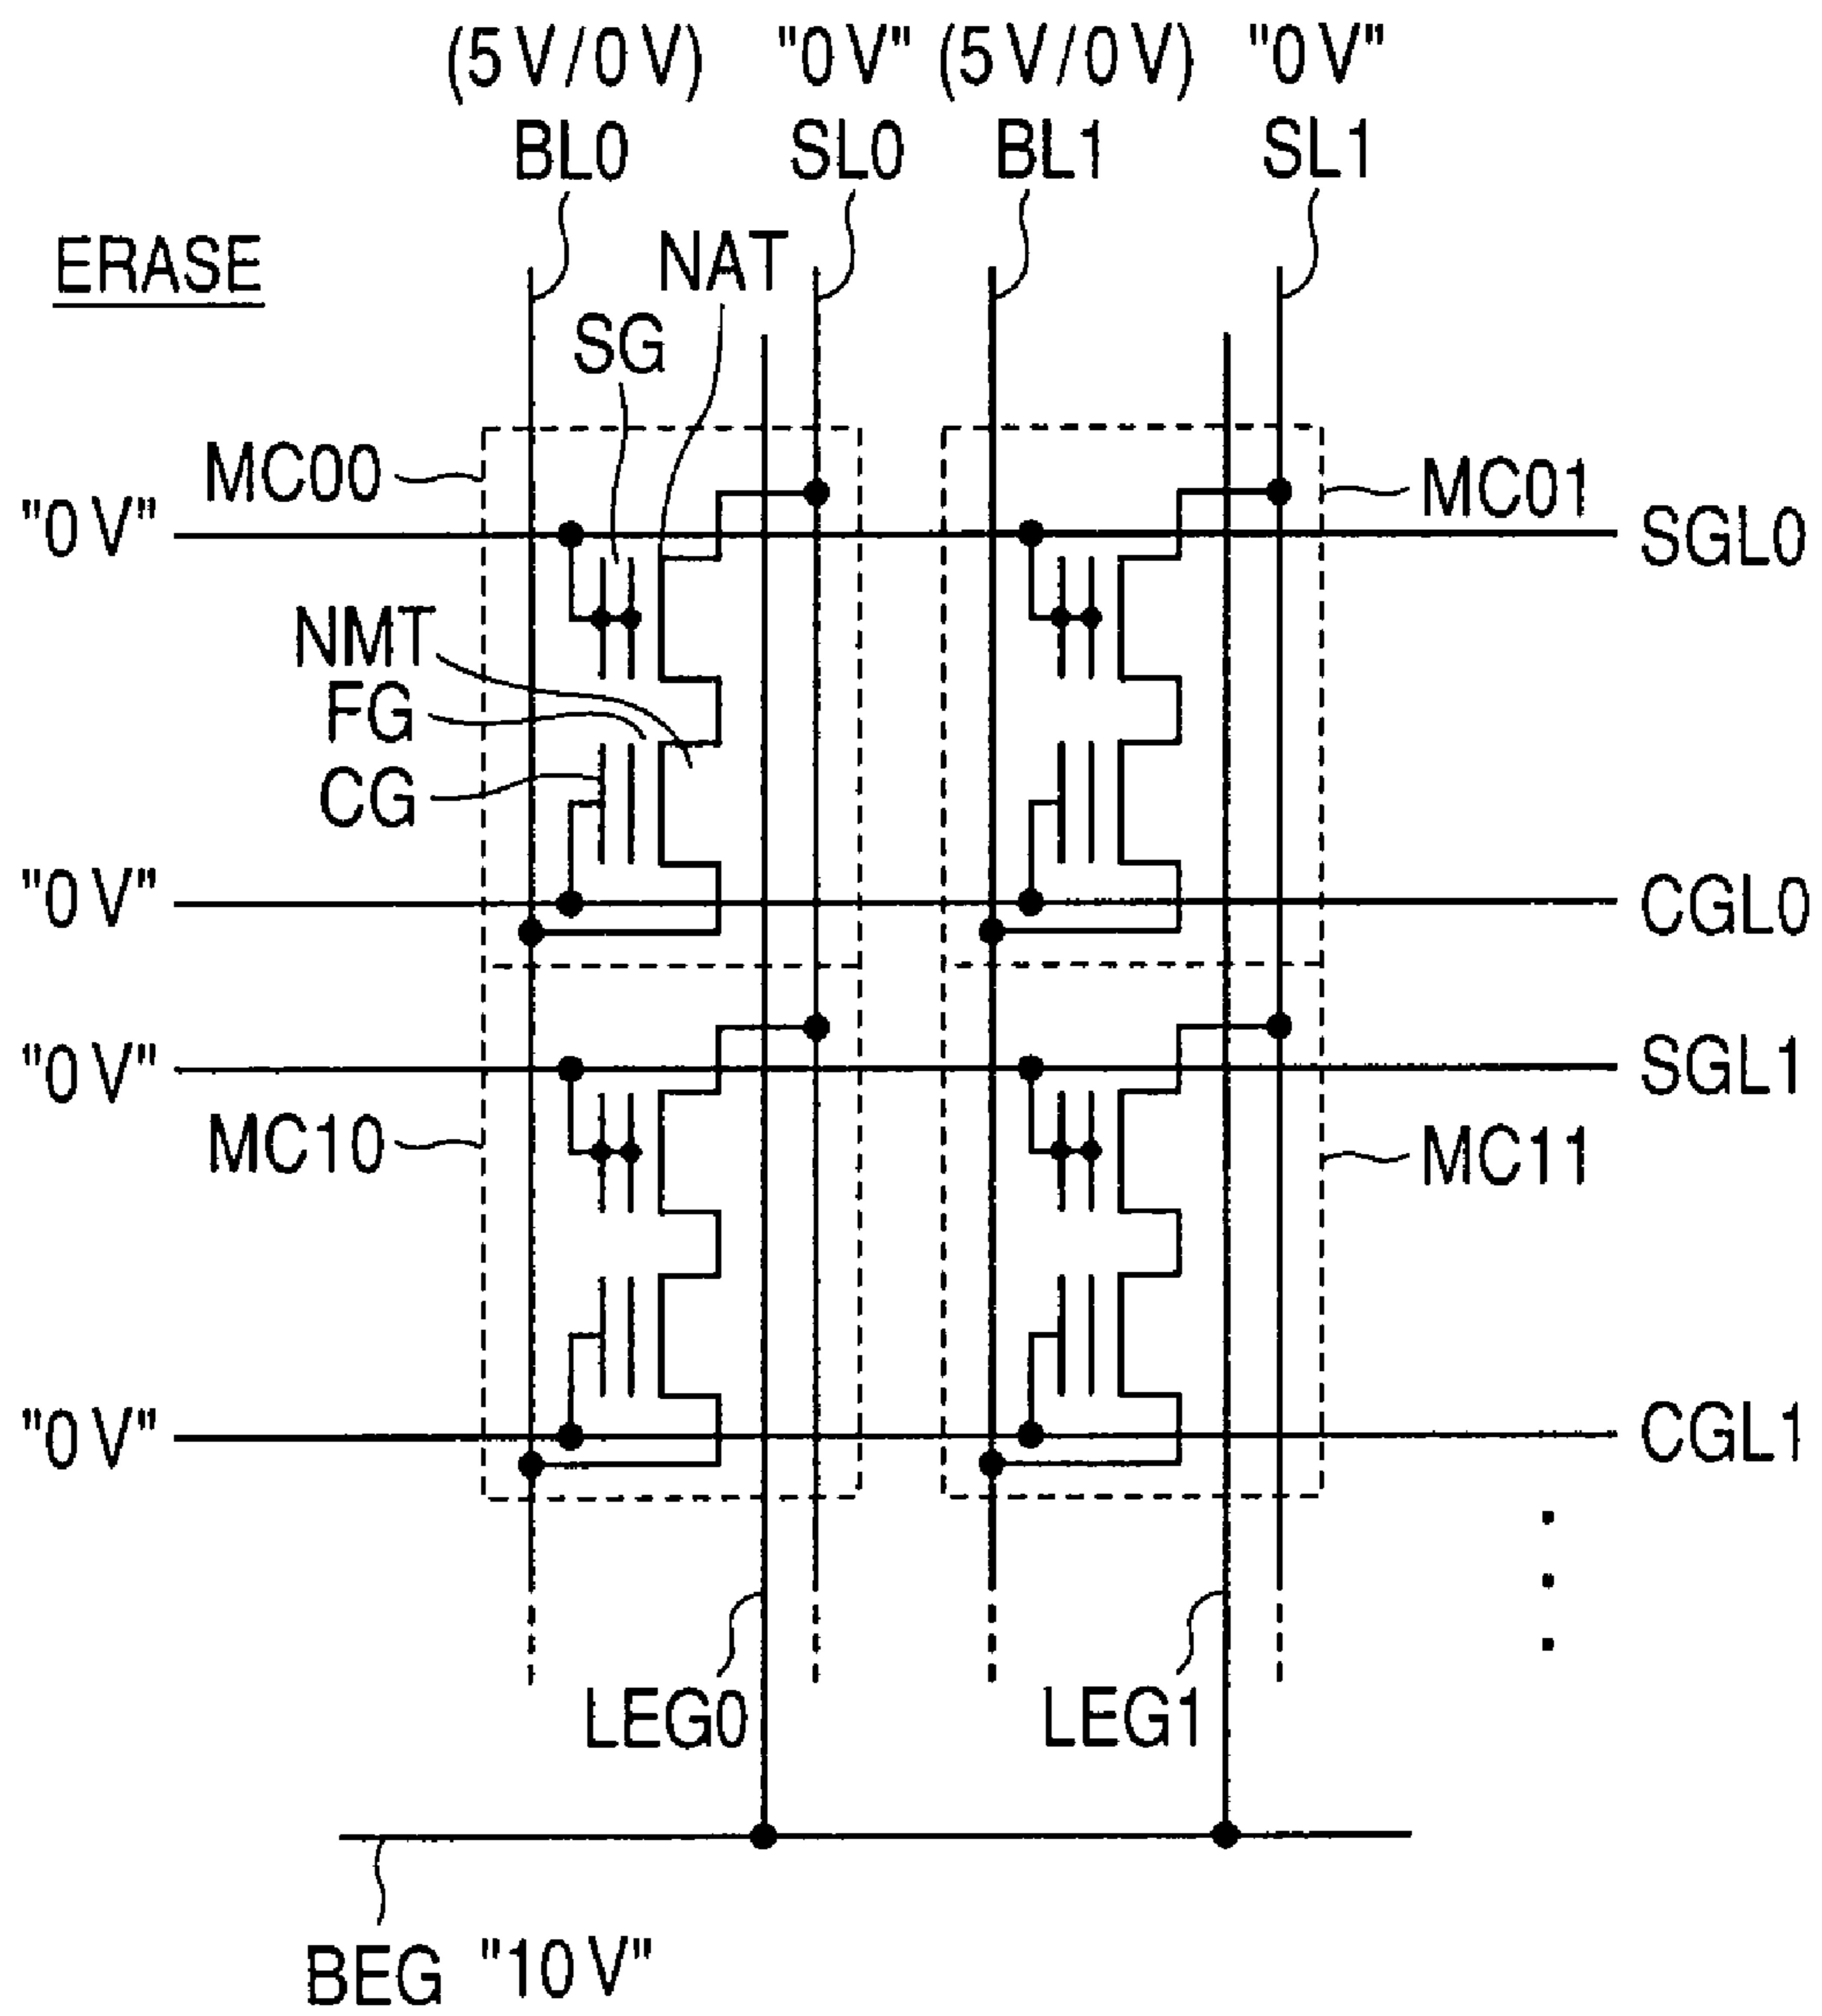 (5V/0V) "0V" (5V/0V) "0V"
BL0 SL0 BL1 SL1
ERASE
NAT
SG
MC00
MC01
"0V"
SGL0
NMT
FG
CG
"0V"
CGL0
"0V"
SGL1
MC10
MC11
"0V"
CGL1
LEG0
LEG1
BEG "10V"